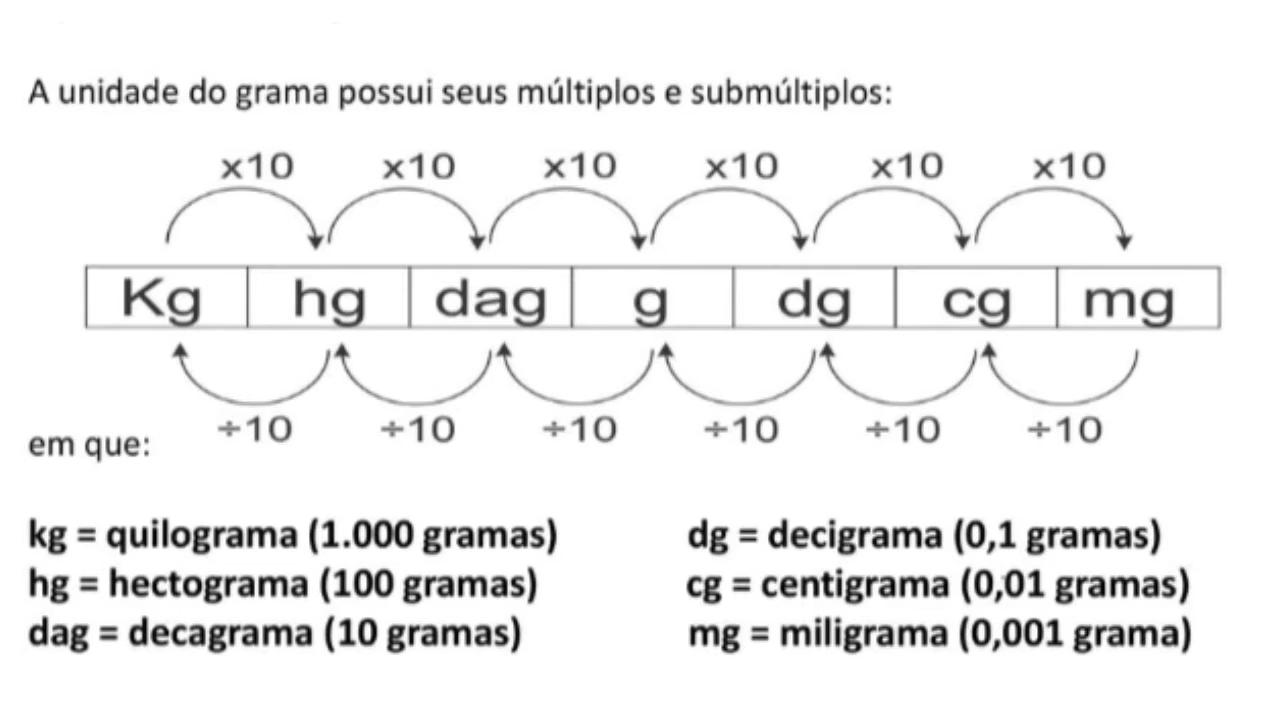 A unidade do grama possui seus múltiplos e submúltiplos:
x10 x10 x10 x10 x10 x10
Kg hg dag g dg cg mg
÷10 ÷10 ÷10 ÷10 ÷10 ÷10
em que:
kg = quilograma (1.000 gramas)
hg = hectograma (100 gramas)
dag = decagrama (10 gramas)
dg = decigrama (0,1 gramas)
cg = centigrama (0,01 gramas)
mg = miligrama (0,001 grama)